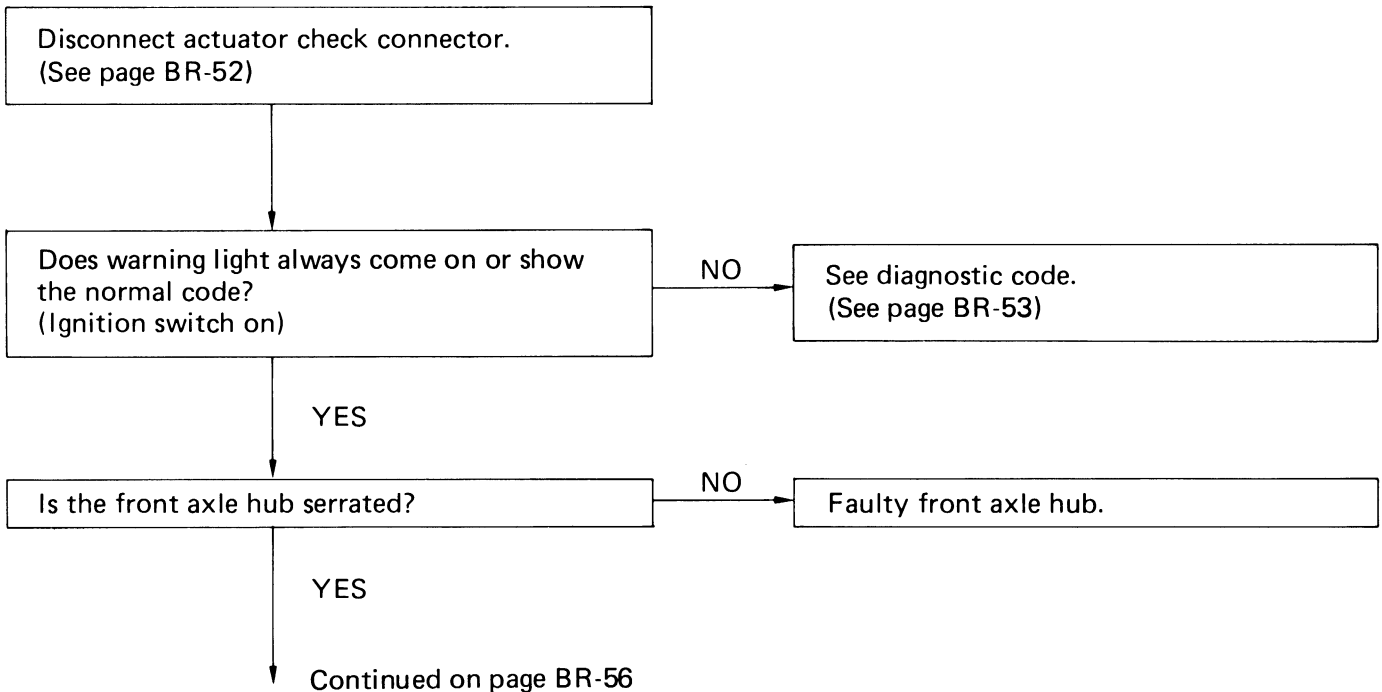 Disconnect actuator check connector.
(See page BR-52)
Does warning light always come on or show
the normal code?
(Ignition switch on)
NO
See diagnostic code.
(See page BR-53)
YES
Is the front axle hub serrated?
NO
Faulty front axle hub.
YES
Continued on page BR-56